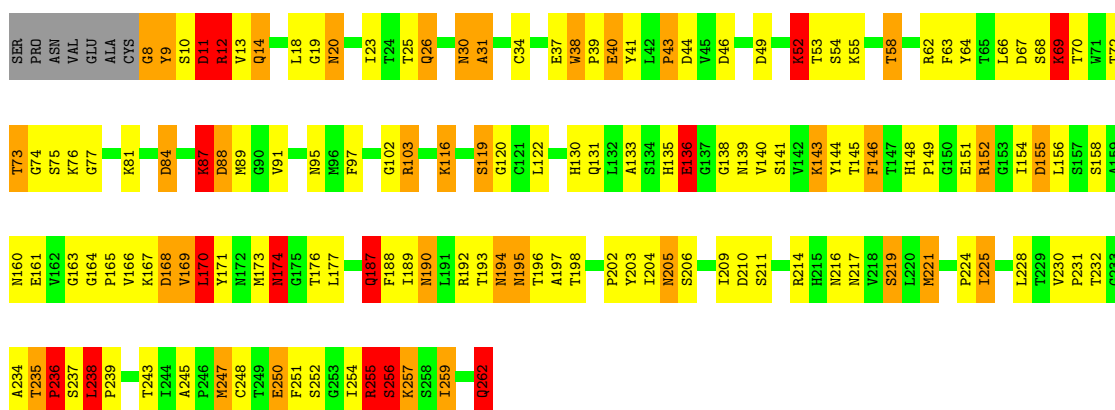 SER PRO ASN VAL GLU ALA CYS G8 Y9 S10 D11 R12 V13 Q14 L18 G19 N20 I23 T24 T25 Q26 N30 A31 C34 E37 W38 P39 E40 Y41 L42 P43 D44 V45 D46 D49 K52 T53 S54 K55 T58 R62 F63 Y64 T65 L66 D67 S68 K69 T70 W71 T72
T73 G74 S75 K76 G77 K81 D84 K87 D88 M89 G90 V91 N95 M96 F97 G102 R103 K116 S119 G120 C121 L122 H130 Q131 L132 A133 S134 H135 E136 G137 G138 N139 V140 S141 V142 K143 Y144 T145 F146 T147 H148 P149 G150 E151 R152 G153 I154 D155 L156 S157 S158 A159
N160 E161 V162 G163 G164 P165 V166 K167 D168 V169 L170 Y171 N172 M173 N174 G175 T176 L177 Q187 F188 I189 N190 L191 R192 T193 N194 N195 T196 A197 T198 P202 Y203 I204 N205 S206 I209 D210 S211 R214 H215 N216 N217 V218 S219 L220 M221 P224 I225 L228 T229 V230 P231 T232 G233
A234 T235 P236 S237 L238 P239 T243 I244 A245 P246 M247 C248 T249 E250 F251 S252 G253 I254 R255 S256 K257 S258 I259 Q262